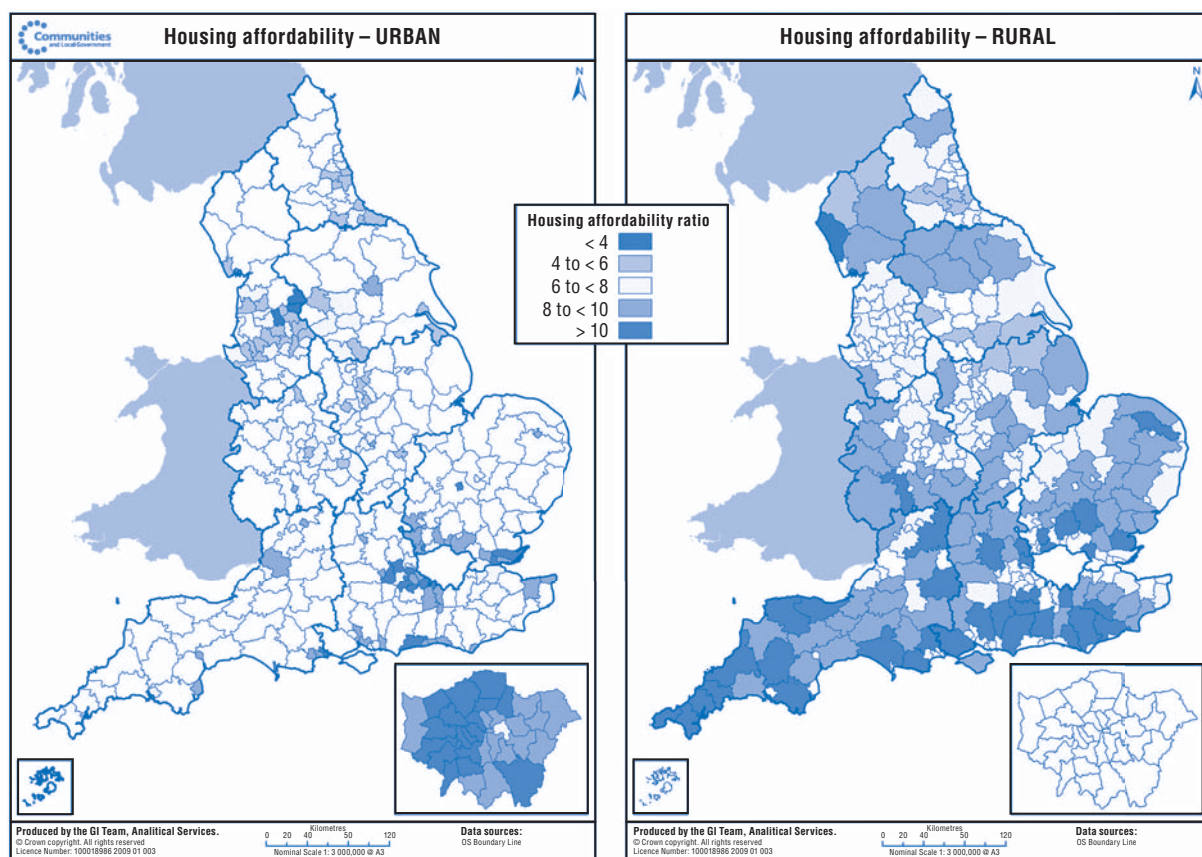 Communities
and Local Government
Housing affordability – URBAN
N
Housing affordability – RURAL
N
Housing affordability ratio
< 4
4 to < 6
6 to < 8
8 to < 10
> 10
Produced by the GI Team, Analitical Services.
© Crown copyright. All rights reserved
Licence Number: 100018986 2009 01 003
Kilometres
0 20 40 50 80 120
Nominal Scale 1: 3 000,000 @ A3
Data sources:
OS Boundary Line
Produced by the GI Team, Analitical Services.
© Crown copyright. All rights reserved
Licence Number: 100018986 2009 01 003
Kilometres
0 20 40 50 80 120
Nominal Scale 1: 3 000,000 @ A3
Data sources:
OS Boundary Line